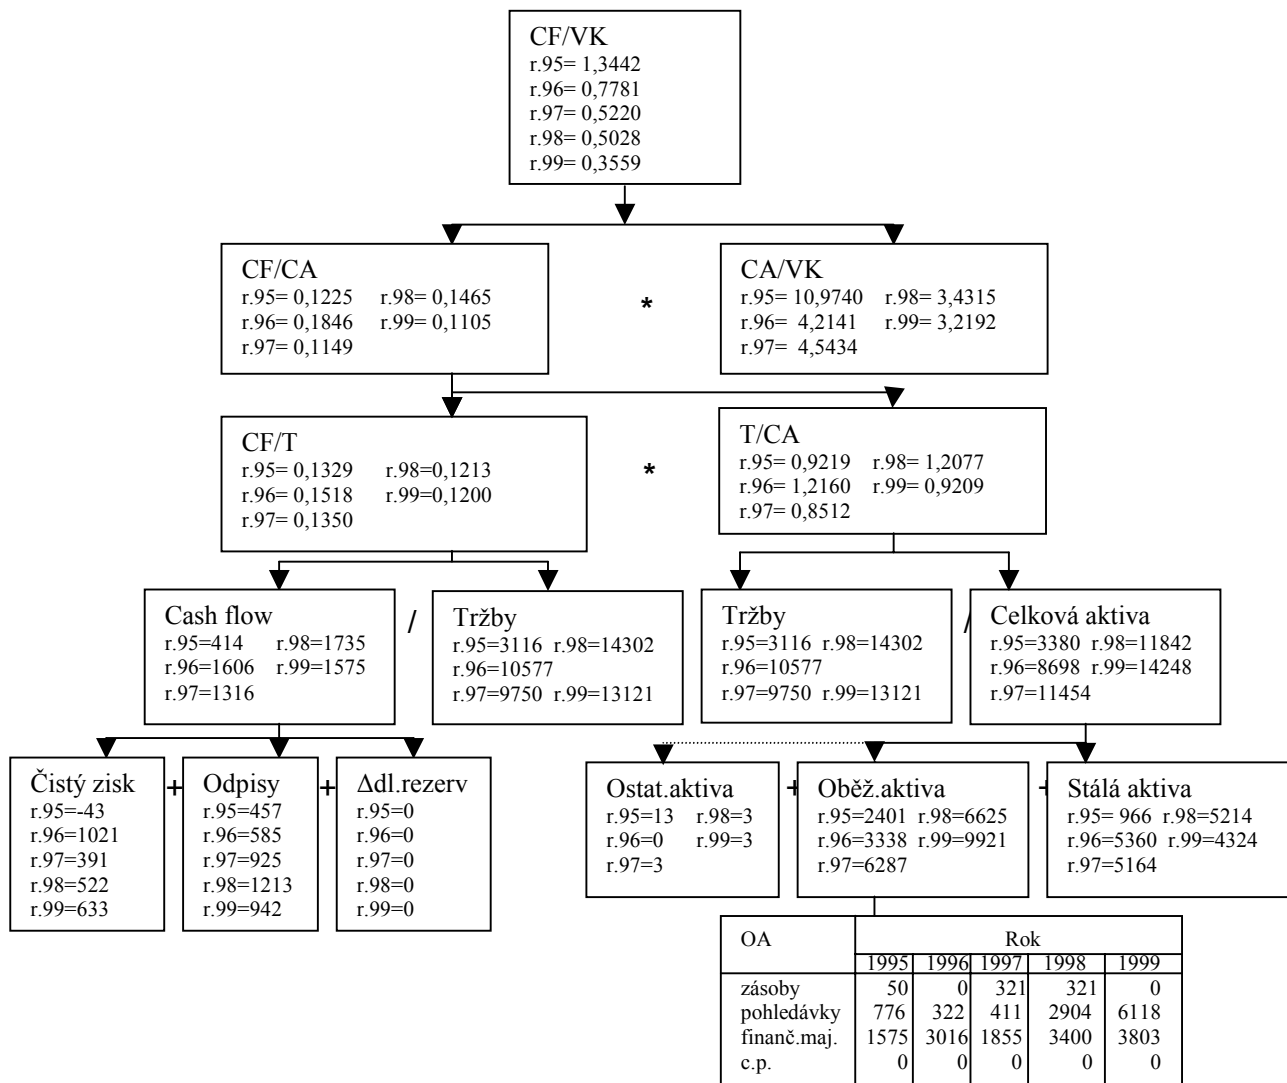 CF/VK
r.95= 1,3442
r.96= 0,7781
r.97= 0,5220
r.98= 0,5028
r.99= 0,3559
CF/CA
r.95= 0,1225 r.98= 0,1465
r.96= 0,1846 r.99= 0,1105
r.97= 0,1149
*
CA/VK
r.95= 10,9740 r.98= 3,4315
r.96= 4,2141 r.99= 3,2192
r.97= 4,5434
CF/T
r.95= 0,1329 r.98=0,1213
r.96= 0,1518 r.99=0,1200
r.97= 0,1350
*
T/CA
r.95= 0,9219 r.98= 1,2077
r.96= 1,2160 r.99= 0,9209
r.97= 0,8512
Cash flow
r.95=414 r.98=1735
r.96=1606 r.99=1575
r.97=1316
/
Tržby
r.95=3116 r.98=14302
r.96=10577
r.97=9750 r.99=13121
Tržby
r.95=3116 r.98=14302
r.96=10577
r.97=9750 r.99=13121
/
Celková aktiva
r.95=3380 r.98=11842
r.96=8698 r.99=14248
r.97=11454
Čistý zisk
r.95=-43
r.96=1021
r.97=391
r.98=522
r.99=633
+
Odpisy
r.95=457
r.96=585
r.97=925
r.98=1213
r.99=942
+
Δdl.rezerv
r.95=0
r.96=0
r.97=0
r.98=0
r.99=0
Ostat.aktiva
r.95=13 r.98=3
r.96=0 r.99=3
r.97=3
+
Oběž.aktiva
r.95=2401 r.98=6625
r.96=3338 r.99=9921
r.97=6287
+
Stálá aktiva
r.95= 966 r.98=5214
r.96=5360 r.99=4324
r.97=5164
OA Rok
1995 1996 1997 1998 1999
zásoby 50 0 321 321 0
pohledávky 776 322 411 2904 6118
finanč.maj. 1575 3016 1855 3400 3803
c.p. 0 0 0 0 0